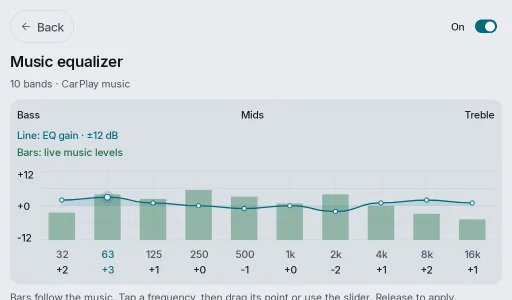 ← Back
On
Music equalizer
10 bands · CarPlay music
Bass Mids Treble
Line: EQ gain · ±12 dB
Bars: live music levels
+12
+0
-12
32 63 125 250 500 1k 2k 4k 8k 16k
+2 +3 +1 +0 -1 +0 -2 +1 +2 +1
Bars follow the music. Tap a frequency, then drag its point or use the slider. Release to apply.